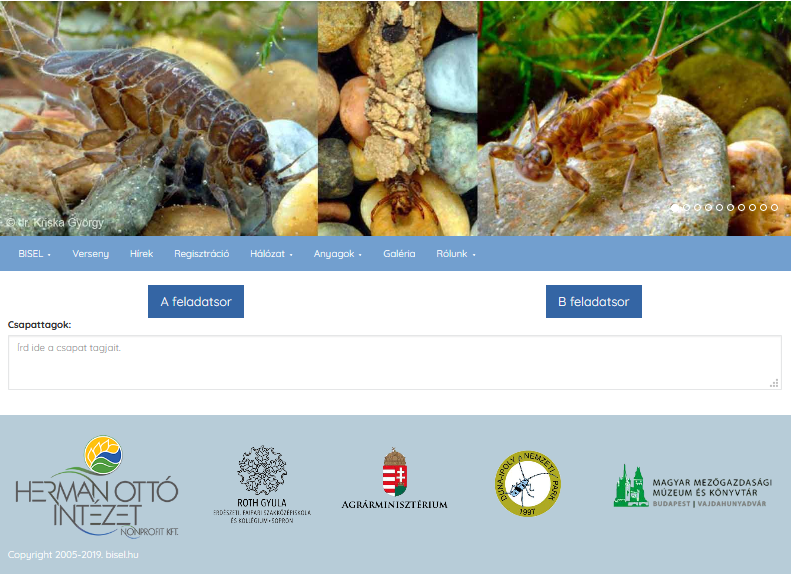 © dr. Kriska György
BISEL Verseny Hírek Regisztráció Hálózat Anyagok Galéria Rólunk
A feladatsor B feladatsor
Csapattagok:
Írd ide a csapat tagjait.
HERMAN OTTÓ
INTÉZET
NONPROFIT KFT.
ROTH GYULA
ERDÉSZETI, FAIPARI SZAKKÖZÉPISKOLA
ÉS KOLLÉGIUM • SOPRON
AGRÁRMINISZTÉRIUM
DUNA-IPOLY NEMZETI PARK
1997
MAGYAR MEZŐGAZDASÁGI
MÚZEUM ÉS KÖNYVTÁR
BUDAPEST | VAJDAHUNYADVÁR
Copyright 2005-2019. bisel.hu